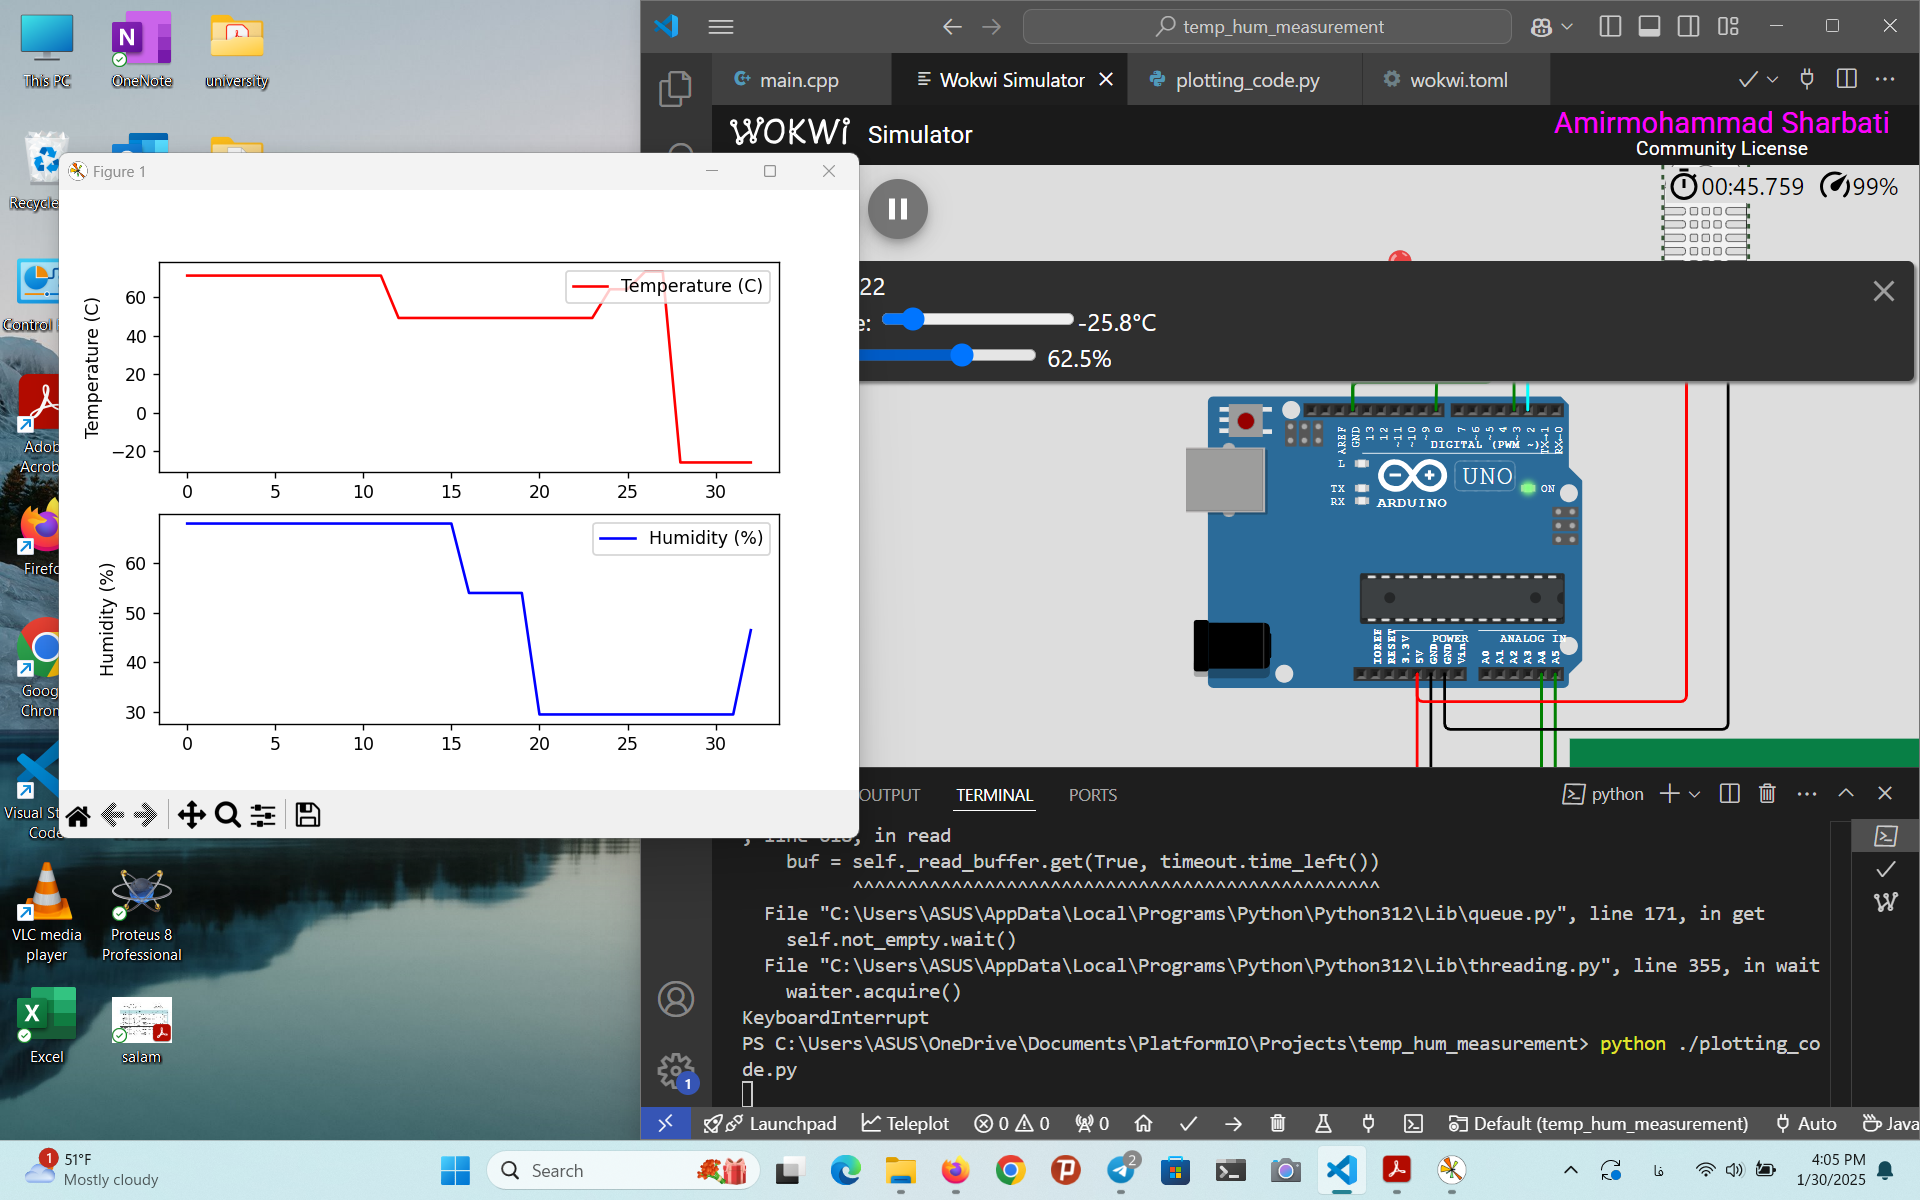 This PC
OneNote
university
Recycle
Control
Adob
Acrob
Firefo
Goog
Chron
Visual St
Code
VLC media
player
Proteus 8
Professional
Excel
salam
Figure 1
Temperature (C)
Temperature (C)
60
40
20
0
−20
0 5 10 15 20 25 30
Humidity (%)
Humidity (%)
60
50
40
30
0 5 10 15 20 25 30
temp_hum_measurement
main.cpp
Wokwi Simulator
plotting_code.py
wokwi.toml
WOKWI Simulator
Amirmohammad Sharbati
Community License
00:45.759 99%
22
e: -25.8°C
62.5%
AREF
GND
13
12
~11
~10
~9
8
7
~6
~5
4
~3
2
TX→1
RX←0
DIGITAL (PWM ~)
L
TX
RX
UNO
ON
ARDUINO
IOREF
RESET
3.3V
5V
GND
GND
Vin
POWER
ANALOG IN
A0
A1
A2
A3
A4
A5
OUTPUT TERMINAL PORTS
python
in read
buf = self._read_buffer.get(True, timeout.time_left())
^^^^^^^^^^^^^^^^^^^^^^^^^^^^^^^^^^^^^^^^^^^^^^^^
File "C:\Users\ASUS\AppData\Local\Programs\Python\Python312\Lib\queue.py", line 171, in get
self.not_empty.wait()
File "C:\Users\ASUS\AppData\Local\Programs\Python\Python312\Lib\threading.py", line 355, in wait
waiter.acquire()
KeyboardInterrupt
PS C:\Users\ASUS\OneDrive\Documents\PlatformIO\Projects\temp_hum_measurement> python ./plotting_co
de.py
1
Launchpad Teleplot 0 0 0 Default (temp_hum_measurement) Auto Java
1
51°F
Mostly cloudy
Search
2
فا
4:05 PM
1/30/2025